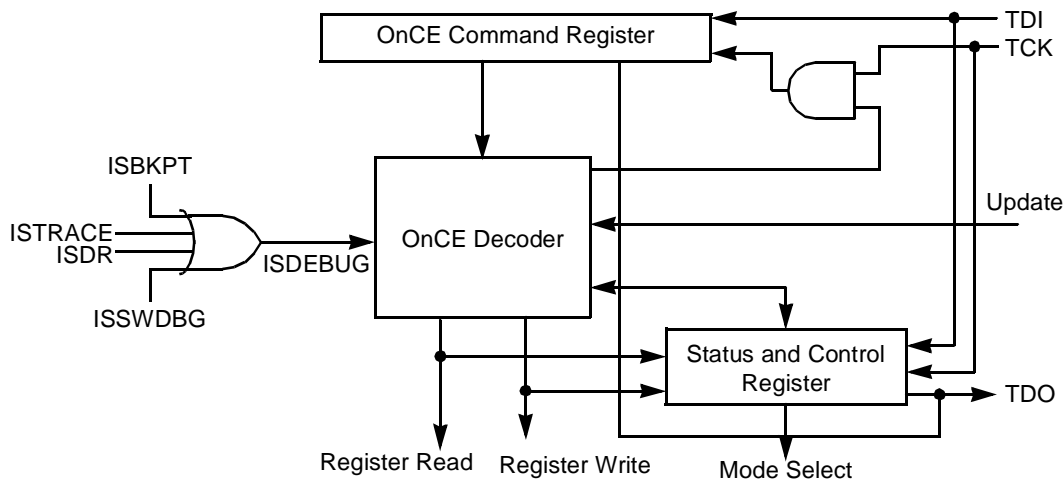 OnCE Command Register
TDI
TCK
ISBKPT
ISTRACE
ISDR
ISDEBUG
ISSWDBG
OnCE Decoder
Update
Status and Control
Register
TDO
Register Read
Register Write
Mode Select